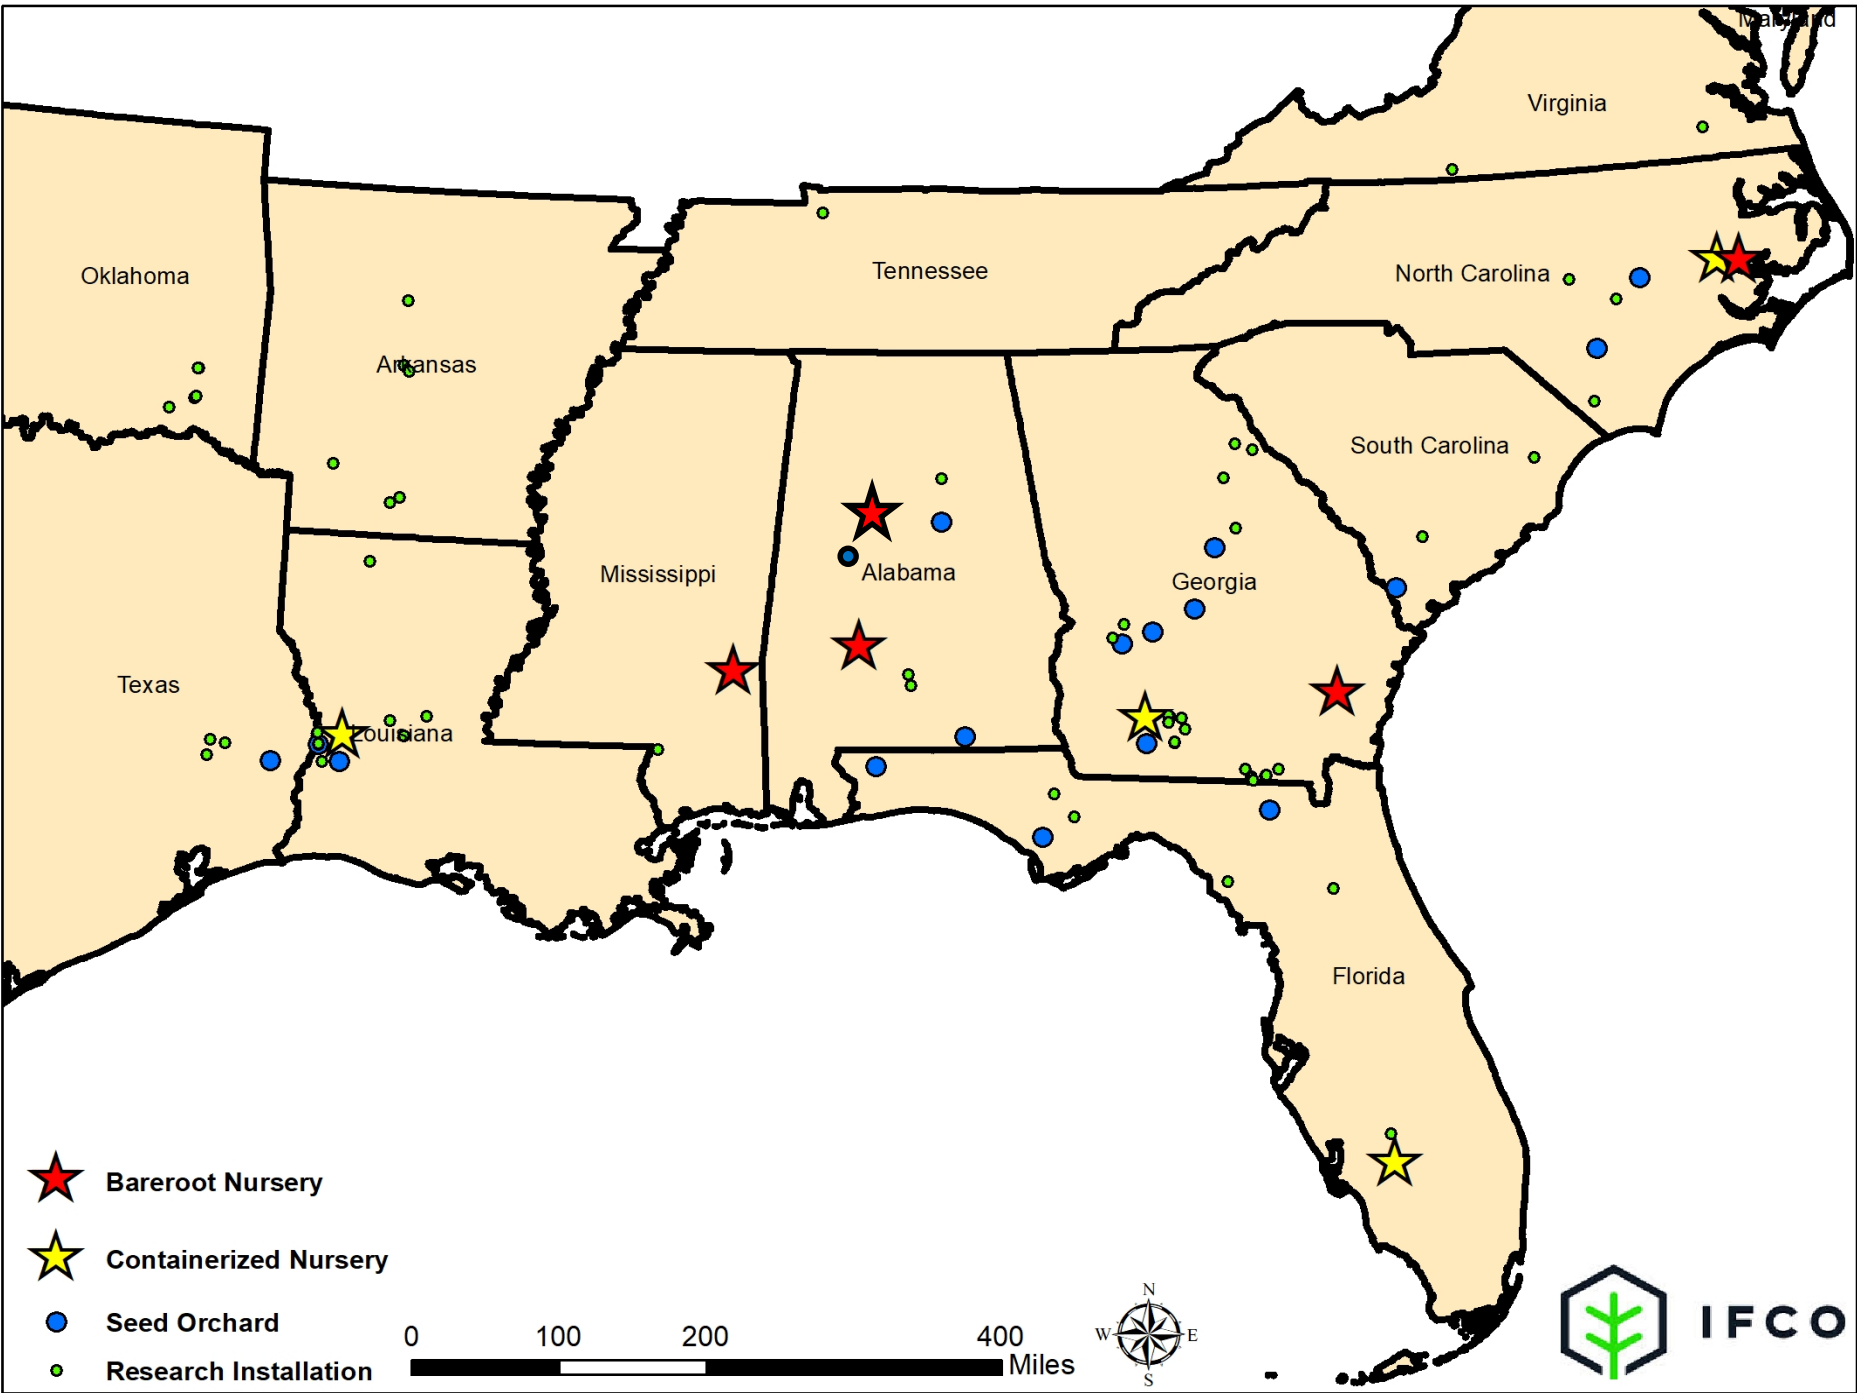 Maryland
Virginia
Oklahoma
Tennessee
North Carolina
Arkansas
South Carolina
Mississippi
Alabama
Georgia
Texas
Louisiana
Florida
Bareroot Nursery
Containerized Nursery
Seed Orchard
Research Installation
0 100 200 400
Miles
N
W E
S
IFCO